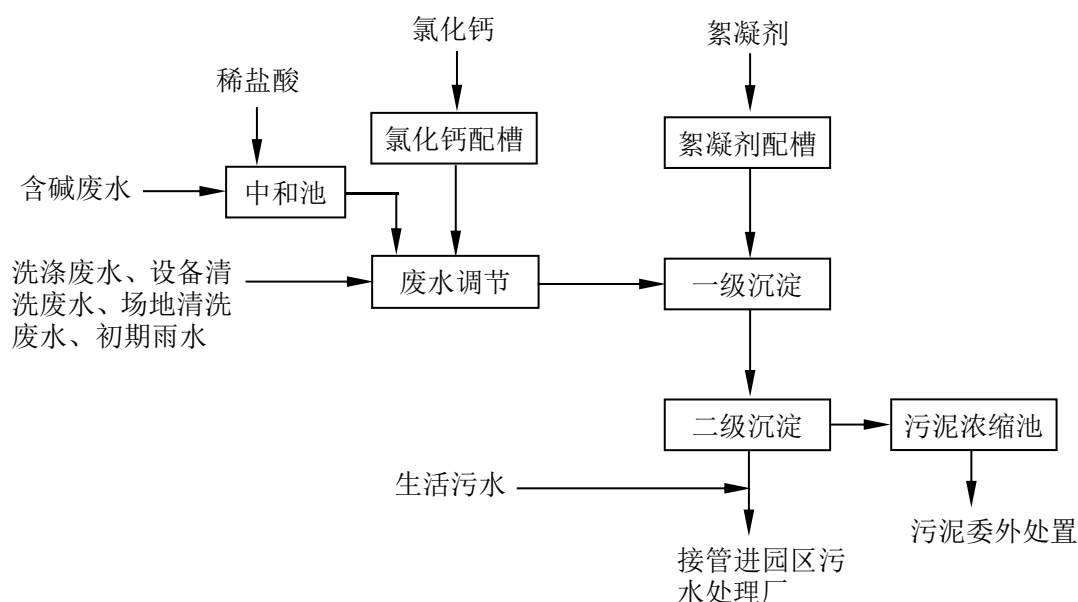 氯化钙
絮凝剂
稀盐酸
氯化钙配槽
絮凝剂配槽
含碱废水
中和池
洗涤废水、设备清
洗废水、场地清洗
废水、初期雨水
废水调节
一级沉淀
二级沉淀
污泥浓缩池
生活污水
污泥委外处置
接管进园区污
水处理厂